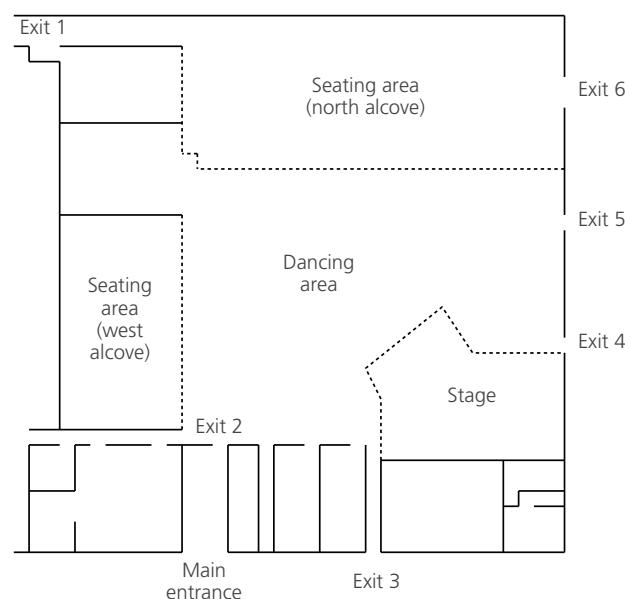 Exit 1
Seating area
(north alcove)
Exit 6
Exit 5
Dancing
area
Seating
area
(west
alcove)
Exit 4
Stage
Exit 2
Main
entrance
Exit 3